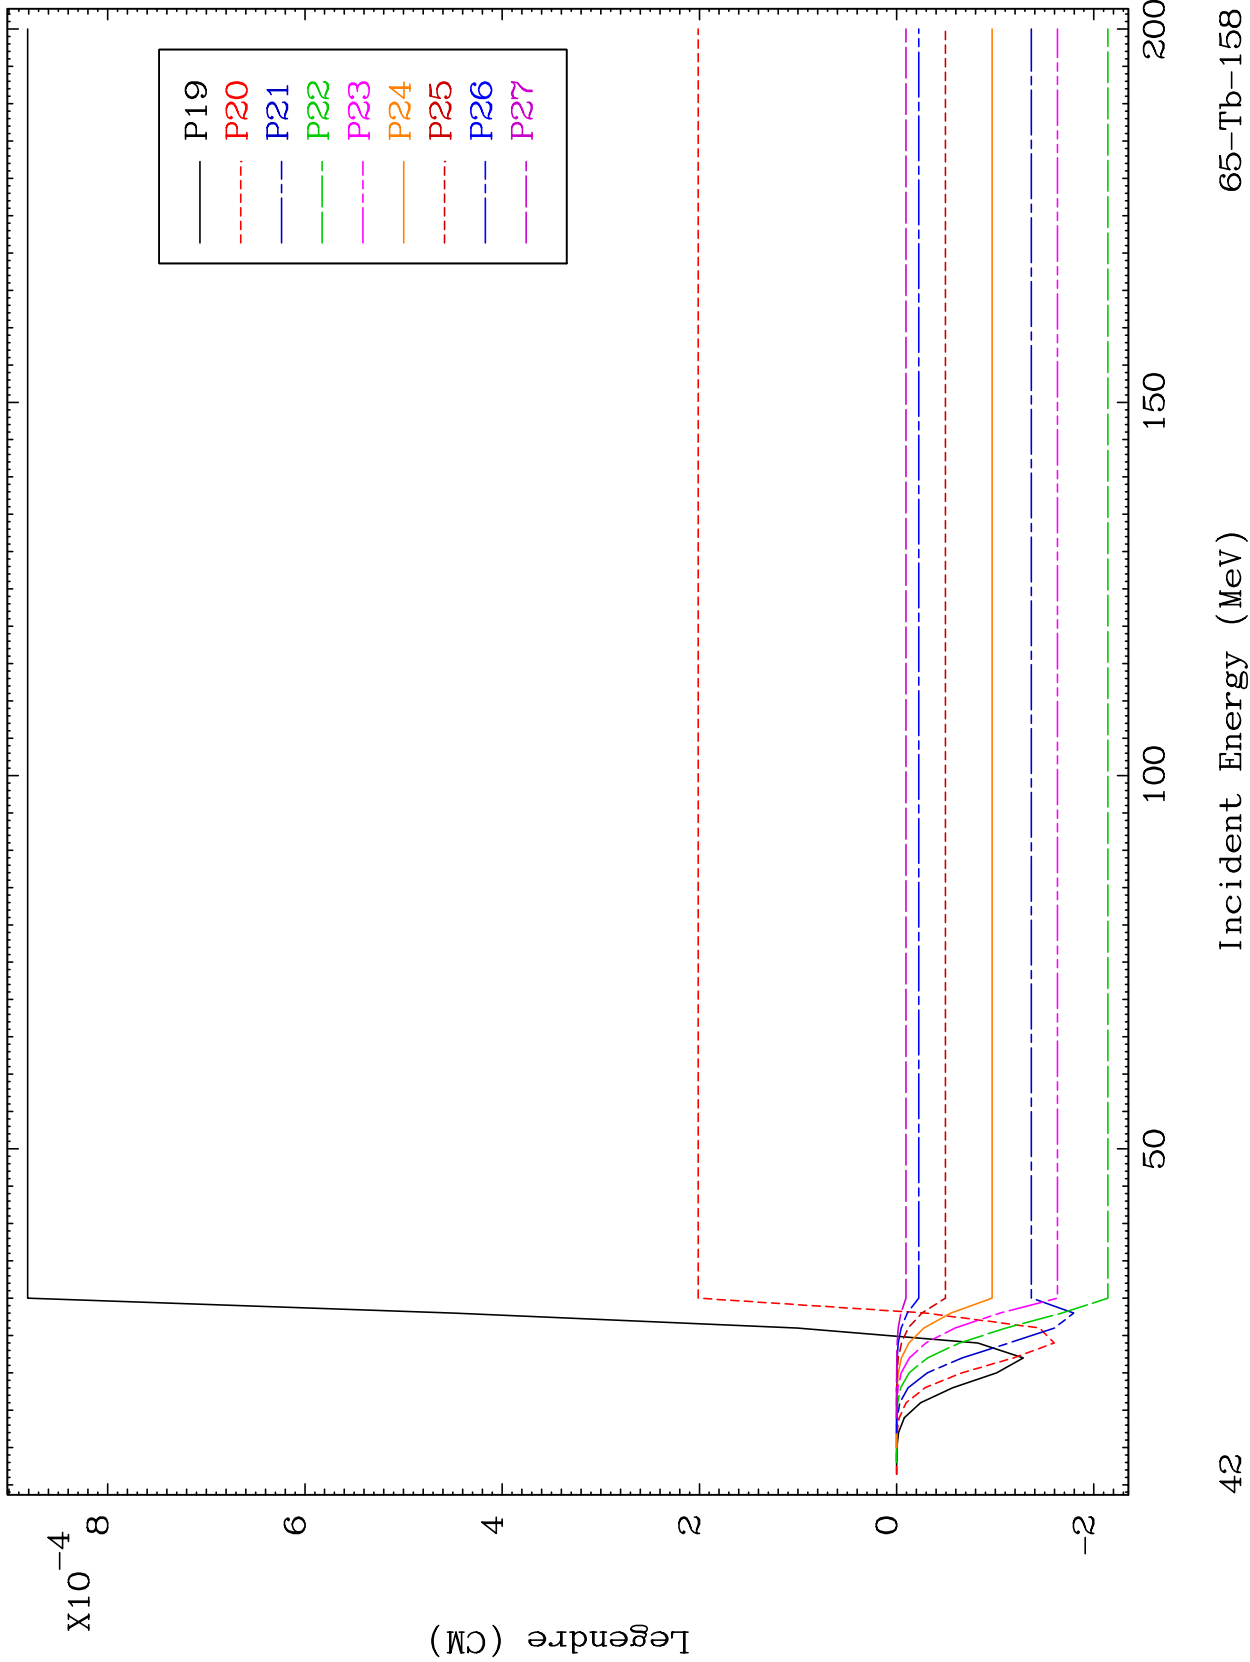 X10-4
8
6
4
2
0
-2
Legendre (CM)
P19
P20
P21
P22
P23
P24
P25
P26
P27
50
100
150
200
42
Incident Energy (MeV)
65-Tb-158